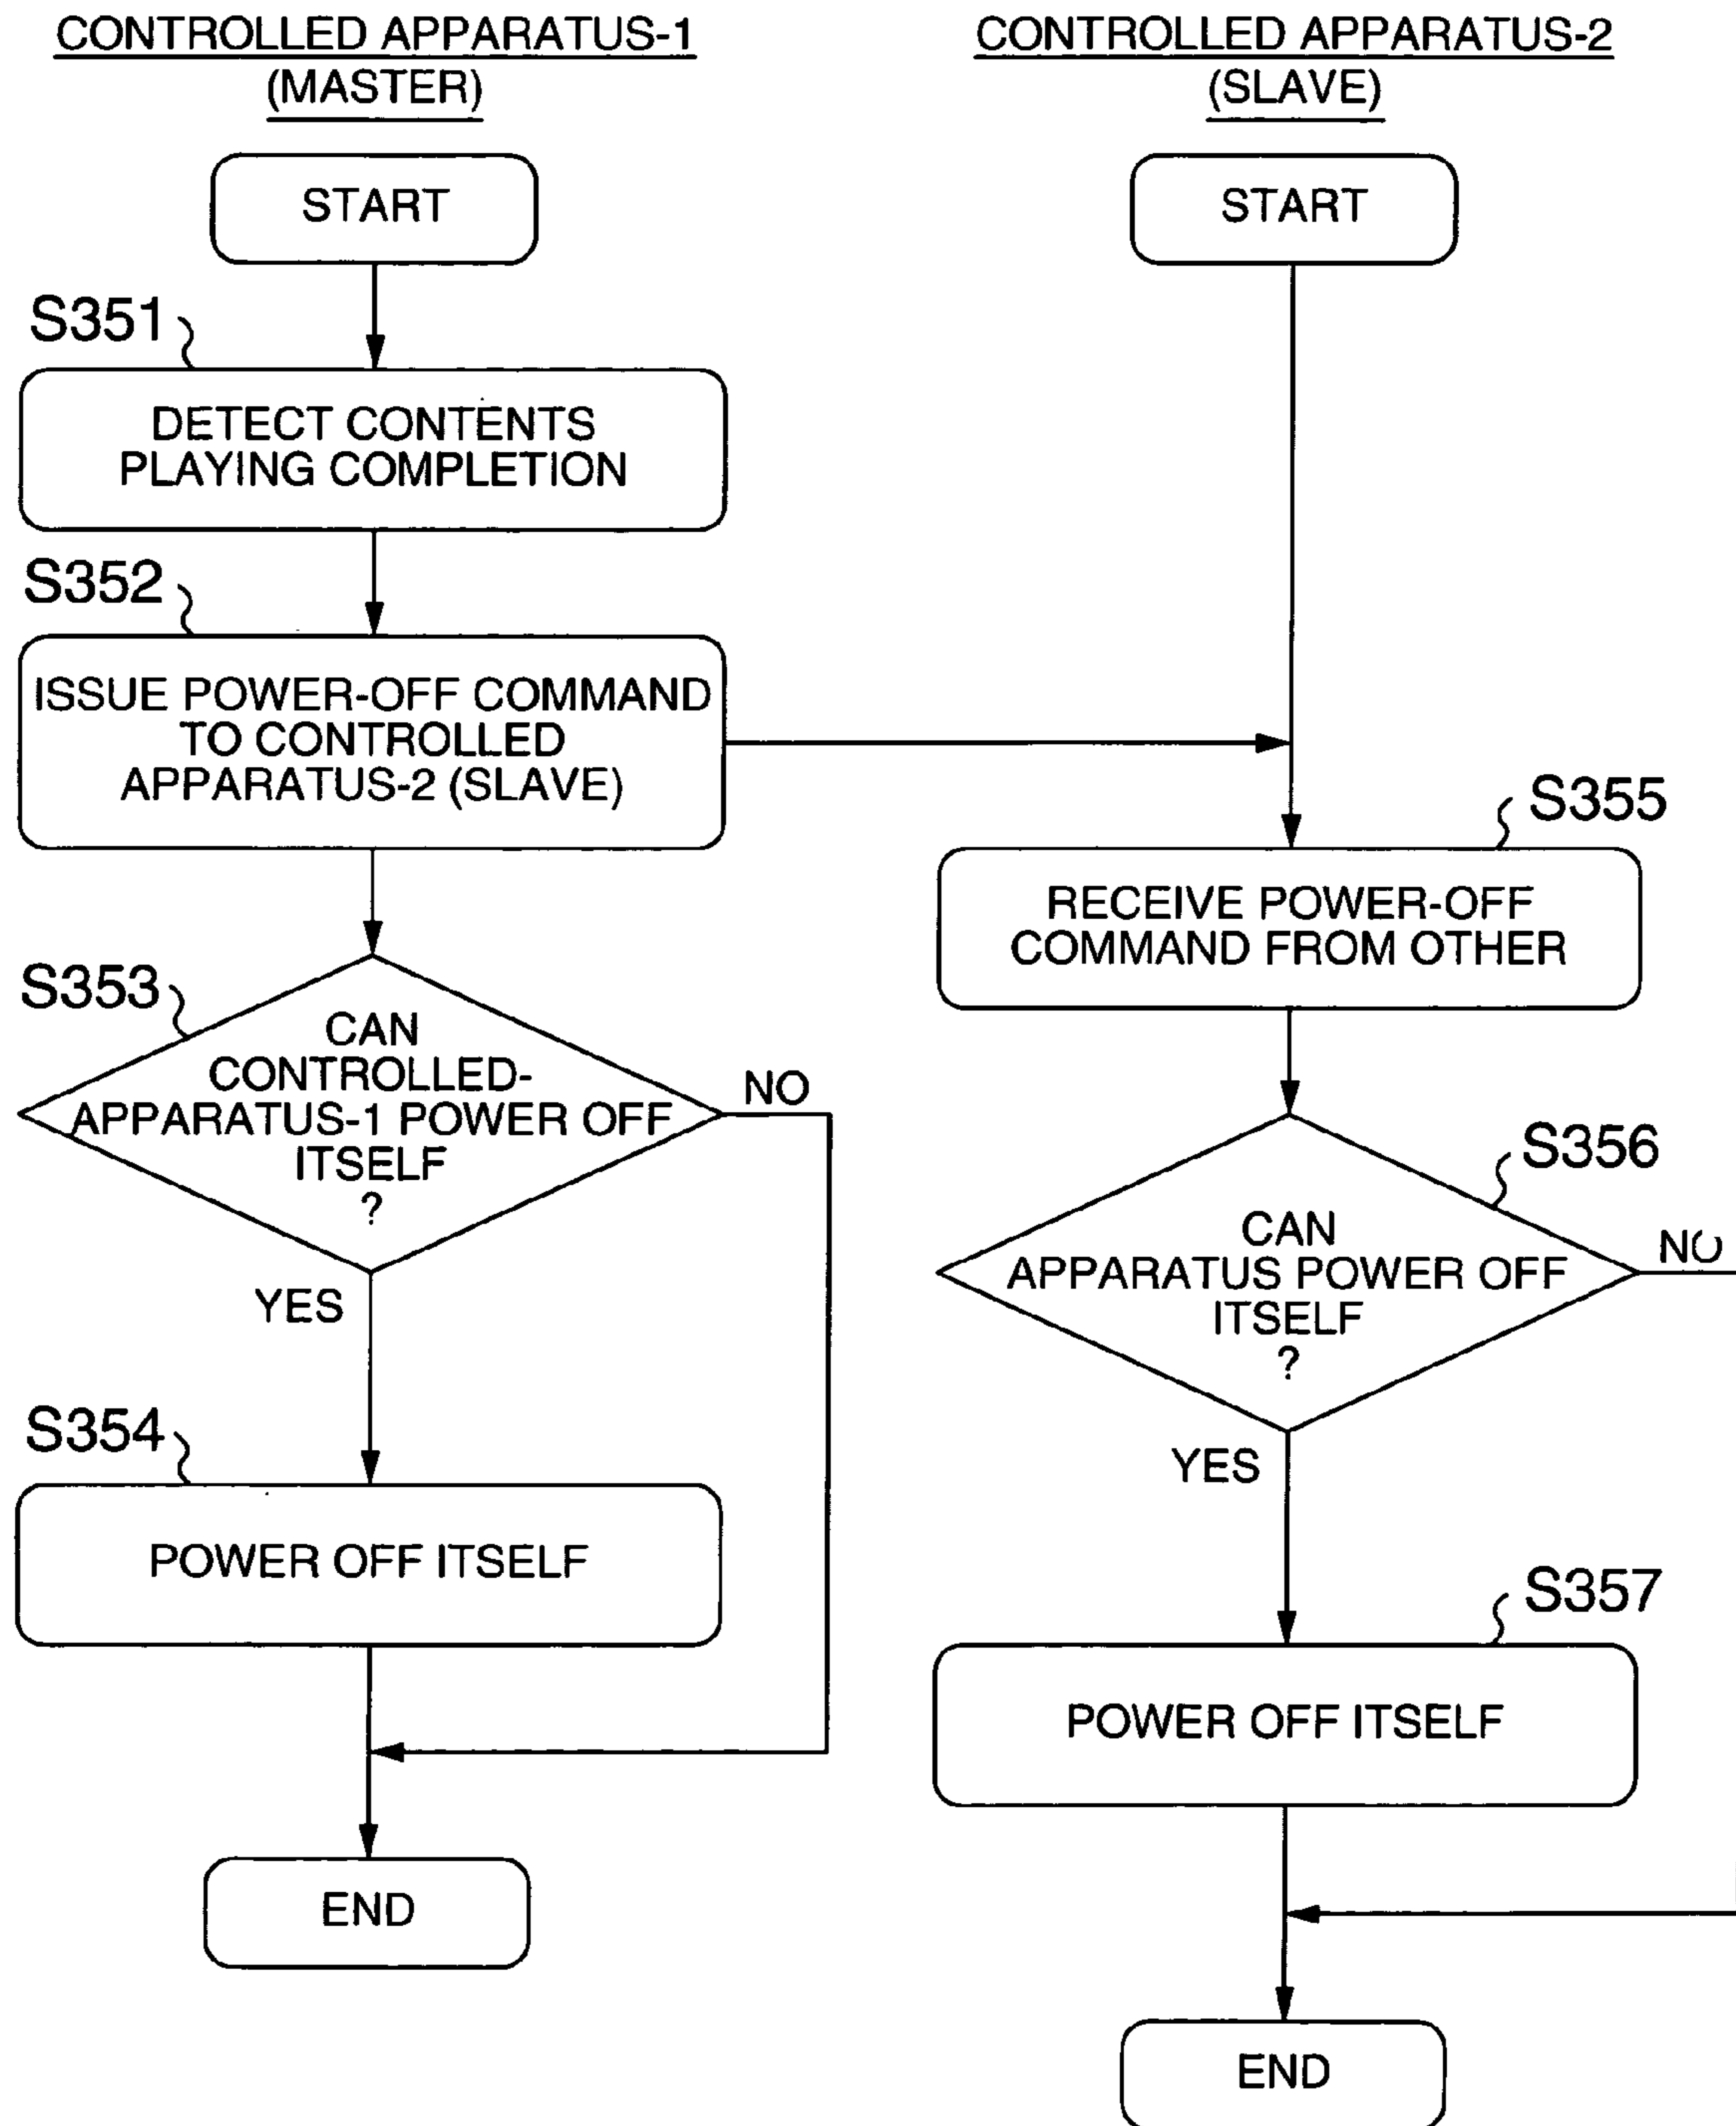 CONTROLLED APPARATUS-1
(MASTER)
START
S351
DETECT CONTENTS
PLAYING COMPLETION
S352
ISSUE POWER-OFF COMMAND
TO CONTROLLED
APPARATUS-2 (SLAVE)
S353
CAN
CONTROLLED-
APPARATUS-1 POWER OFF
ITSELF
?
NO
YES
S354
POWER OFF ITSELF
END
CONTROLLED APPARATUS-2
(SLAVE)
START
S355
RECEIVE POWER-OFF
COMMAND FROM OTHER
S356
CAN
APPARATUS POWER OFF
ITSELF
?
NO
YES
S357
POWER OFF ITSELF
END